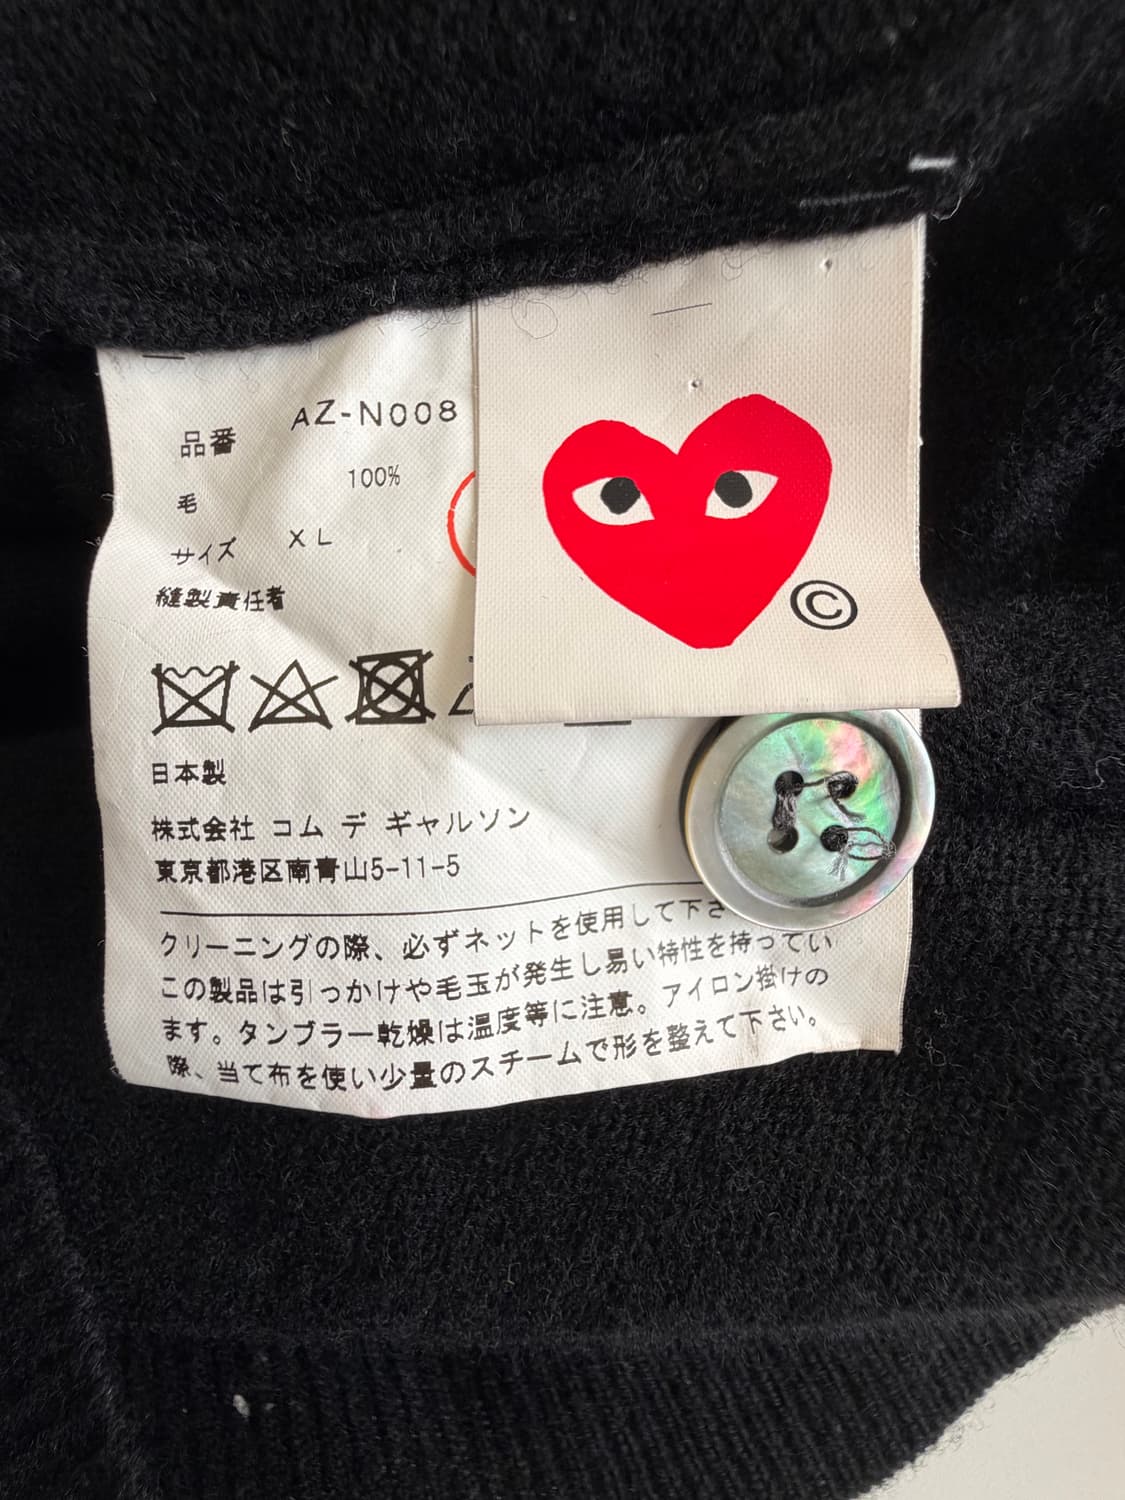 品番 AZ-N008
毛 100%
サイズ XL
縫製責任者
日本製
株式会社 コム デ ギャルソン
東京都港区南青山5-11-5
クリーニングの際、必ずネットを使用して下さ
この製品は引っかけや毛玉が発生し易い特性を持ってい
ます。タンブラー乾燥は温度等に注意。アイロン掛けの
際、当て布を使い少量のスチームで形を整えて下さい。
©